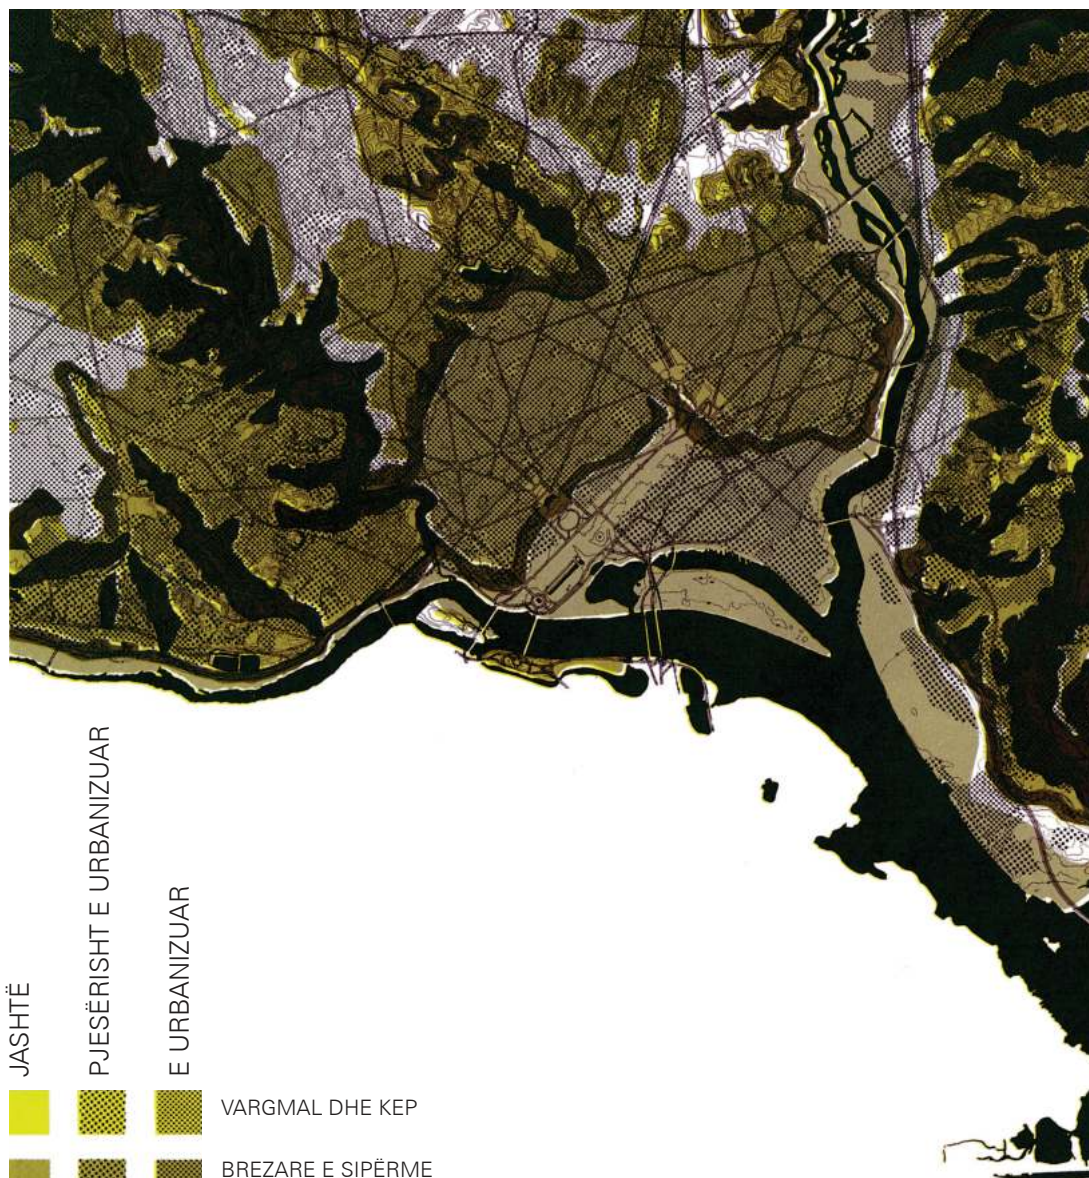 JASHTË
PJESËRISHT E URBANIZUAR
E URBANIZUAR
VARGMAL DHE KEP
BREZARE E SIPËRME